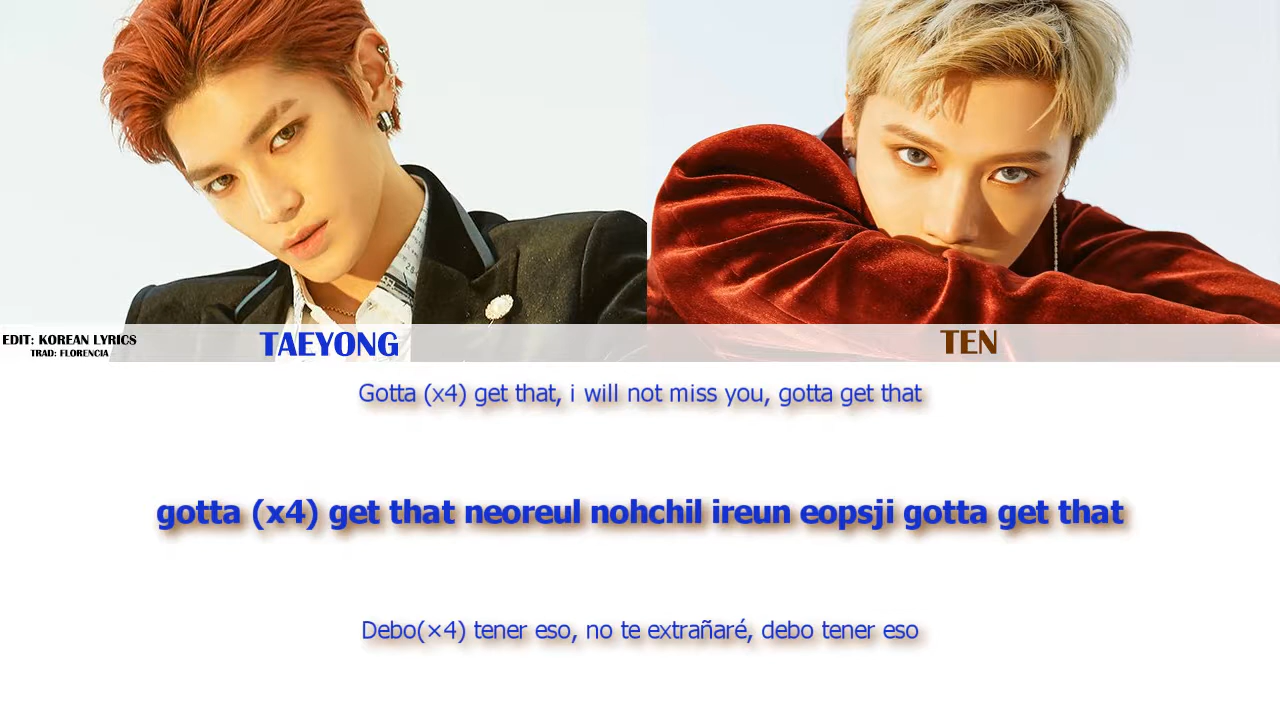 EDIT: KOREAN LYRICS
TRAD: FLORENCIA
TAEYONG
TEN
Gotta (x4) get that, i will not miss you, gotta get that
gotta (x4) get that neoreul nohchil ireun eopsji gotta get that
Debo(×4) tener eso, no te extrañaré, debo tener eso